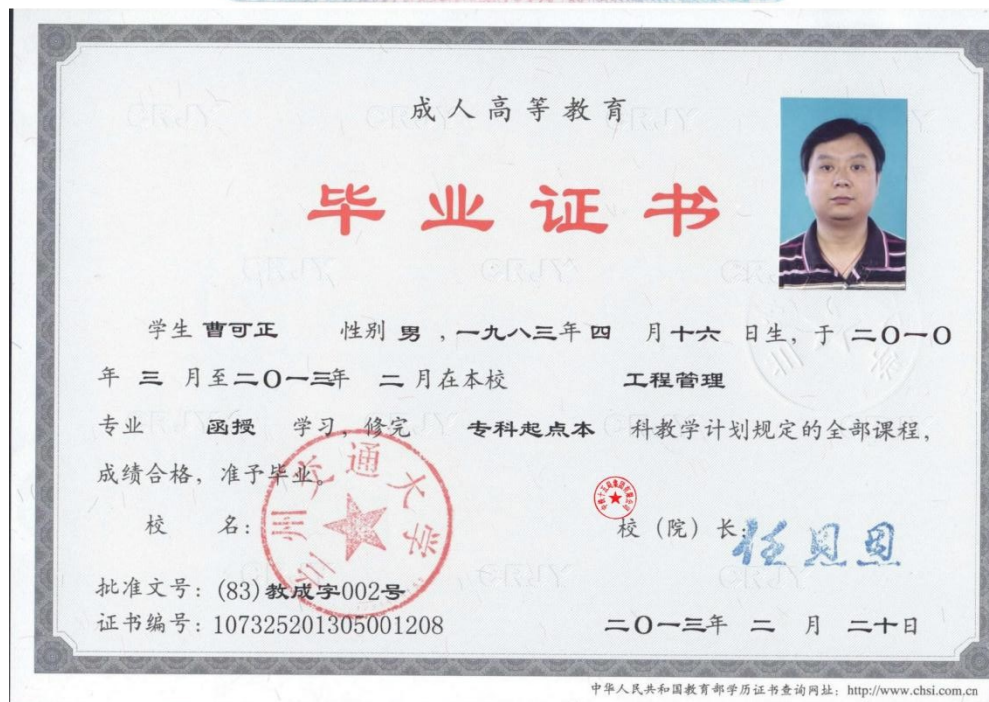 成人高等教育
毕业证书
学生 曹可正 性别 男 ，一九八三年 四 月十六 日生，于 二〇一〇
年 三 月至二〇一三年 二 月在本校 工程管理
专业 函授 学习，修完 专科起点本 科教学计划规定的全部课程，
成绩合格，准予毕业。
兰州交通大学
校 名：
校（院）长：
批准文号：(83)教成字002号
证书编号：107325201305001208
二〇一三年 二 月 二十日
中华人民共和国教育部学历证书查询网址：http://www.chsi.com.cn